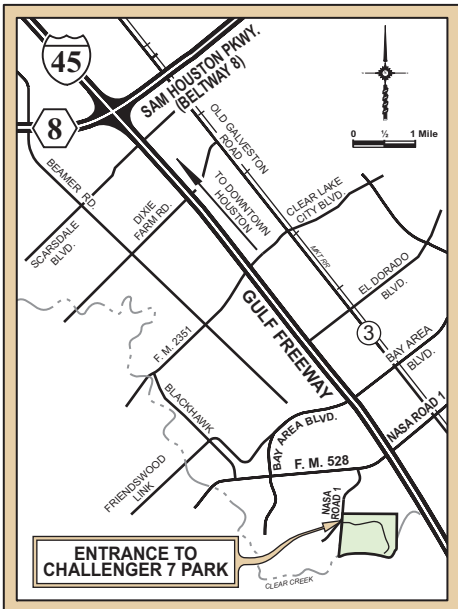 45
SAM HOUSTON PKWY.
(BELTWAY 8)
8
0 ½ 1 Mile
OLD GALVESTON
ROAD
BEAMER RD.
TO DOWNTOWN
HOUSTON
CLEAR LAKE
CITY BLVD.
DIXIE
FARM RD.
SCARSDALE
BLVD.
MKT RR
EL DORADO
BLVD.
GULF FREEWAY
3
F. M. 2351
BAY AREA
BLVD.
BLACKHAWK
BAY AREA BLVD.
NASA ROAD 1
F. M. 528
FRIENDSWOOD
LINK
NASA
ROAD 1
ENTRANCE TO
CHALLENGER 7 PARK
CLEAR CREEK